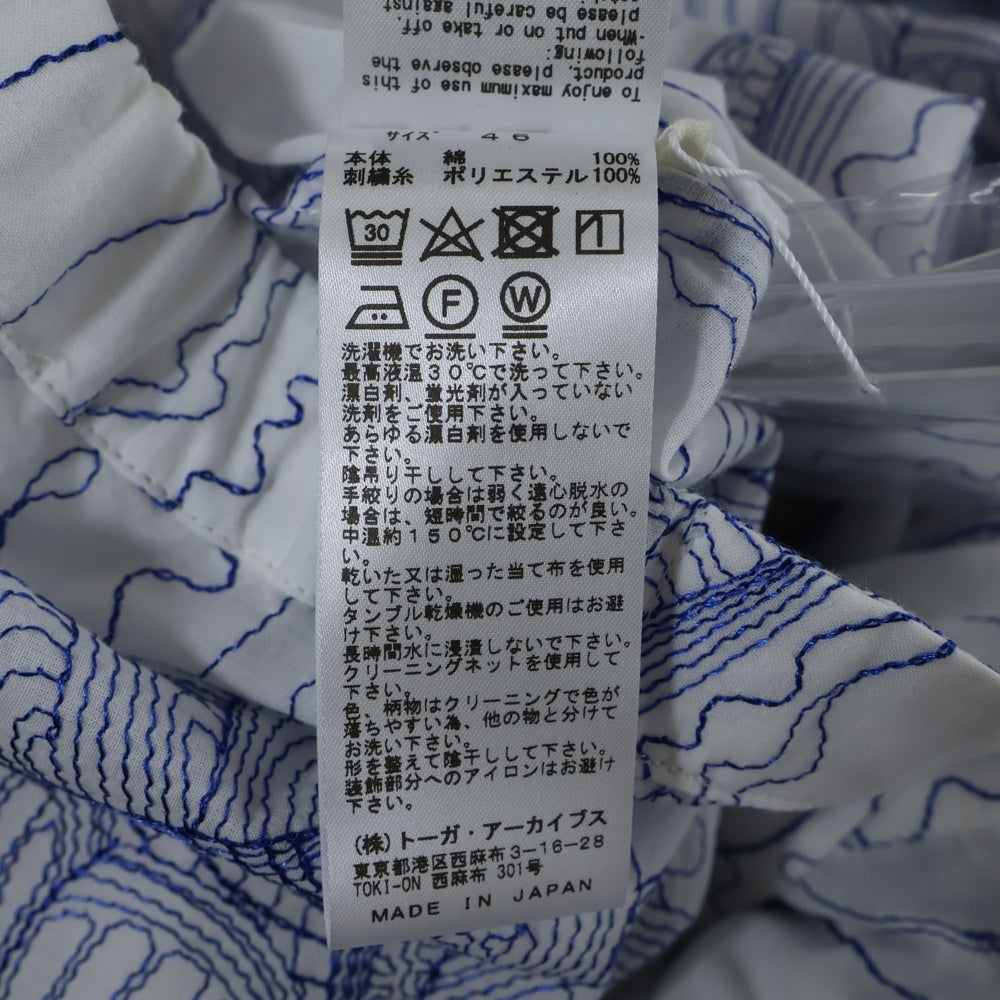 To enjoy maximum use of this
product, please observe the
following:
-When put on or take off,
please be careful against
サイズ 46
本体 綿 100%
刺繍糸 ポリエステル 100%
30
F W
洗濯機でお洗い下さい。
最高液温30℃で洗って下さい。
漂白剤、蛍光剤が入っていない
洗剤をご使用下さい。
あらゆる漂白剤を使用しないで
下さい。
陰吊り干しして下さい。
手絞りの場合は弱く遠心脱水の
場合は、短時間で絞るのが良い。
中温約150℃に設定して下さ
い。
乾いた又は湿った当て布を使用
して下さい。
タンブル乾燥機のご使用はお避
け下さい。
長時間水に浸漬しないで下さい。
クリーニングネットを使用して
下さい。
色、柄物はクリーニングで色が
落ちやすい為、他の物と分けて
お洗い下さい。
形を整えて陰干しして下さい。
装飾部分へのアイロンはお避け
下さい。
(株)トーガ・アーカイブス
東京都港区西麻布3-16-28
TOKI-ON 西麻布 301号
MADE IN JAPAN